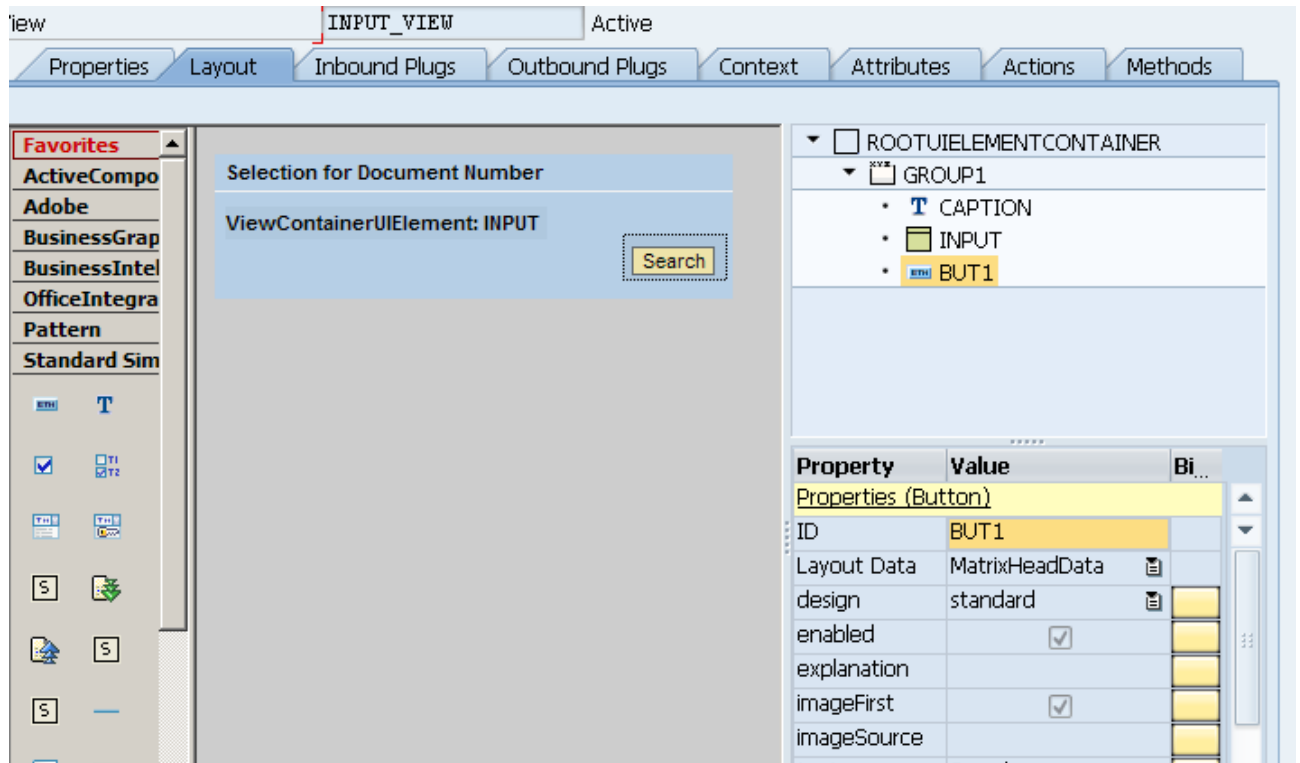 iew INPUT_VIEW Active
Properties Layout Inbound Plugs Outbound Plugs Context Attributes Actions Methods
Favorites
ActiveCompo
Adobe
BusinessGrap
BusinessIntel
OfficeIntegra
Pattern
Standard Sim
Selection for Document Number
ViewContainerUIElement: INPUT
Search
ROOTUIELEMENTCONTAINER
GROUP1
T CAPTION
INPUT
BUT1
Property Value Bi...
Properties (Button)
ID BUT1
Layout Data MatrixHeadData
design standard
enabled
explanation
imageFirst
imageSource